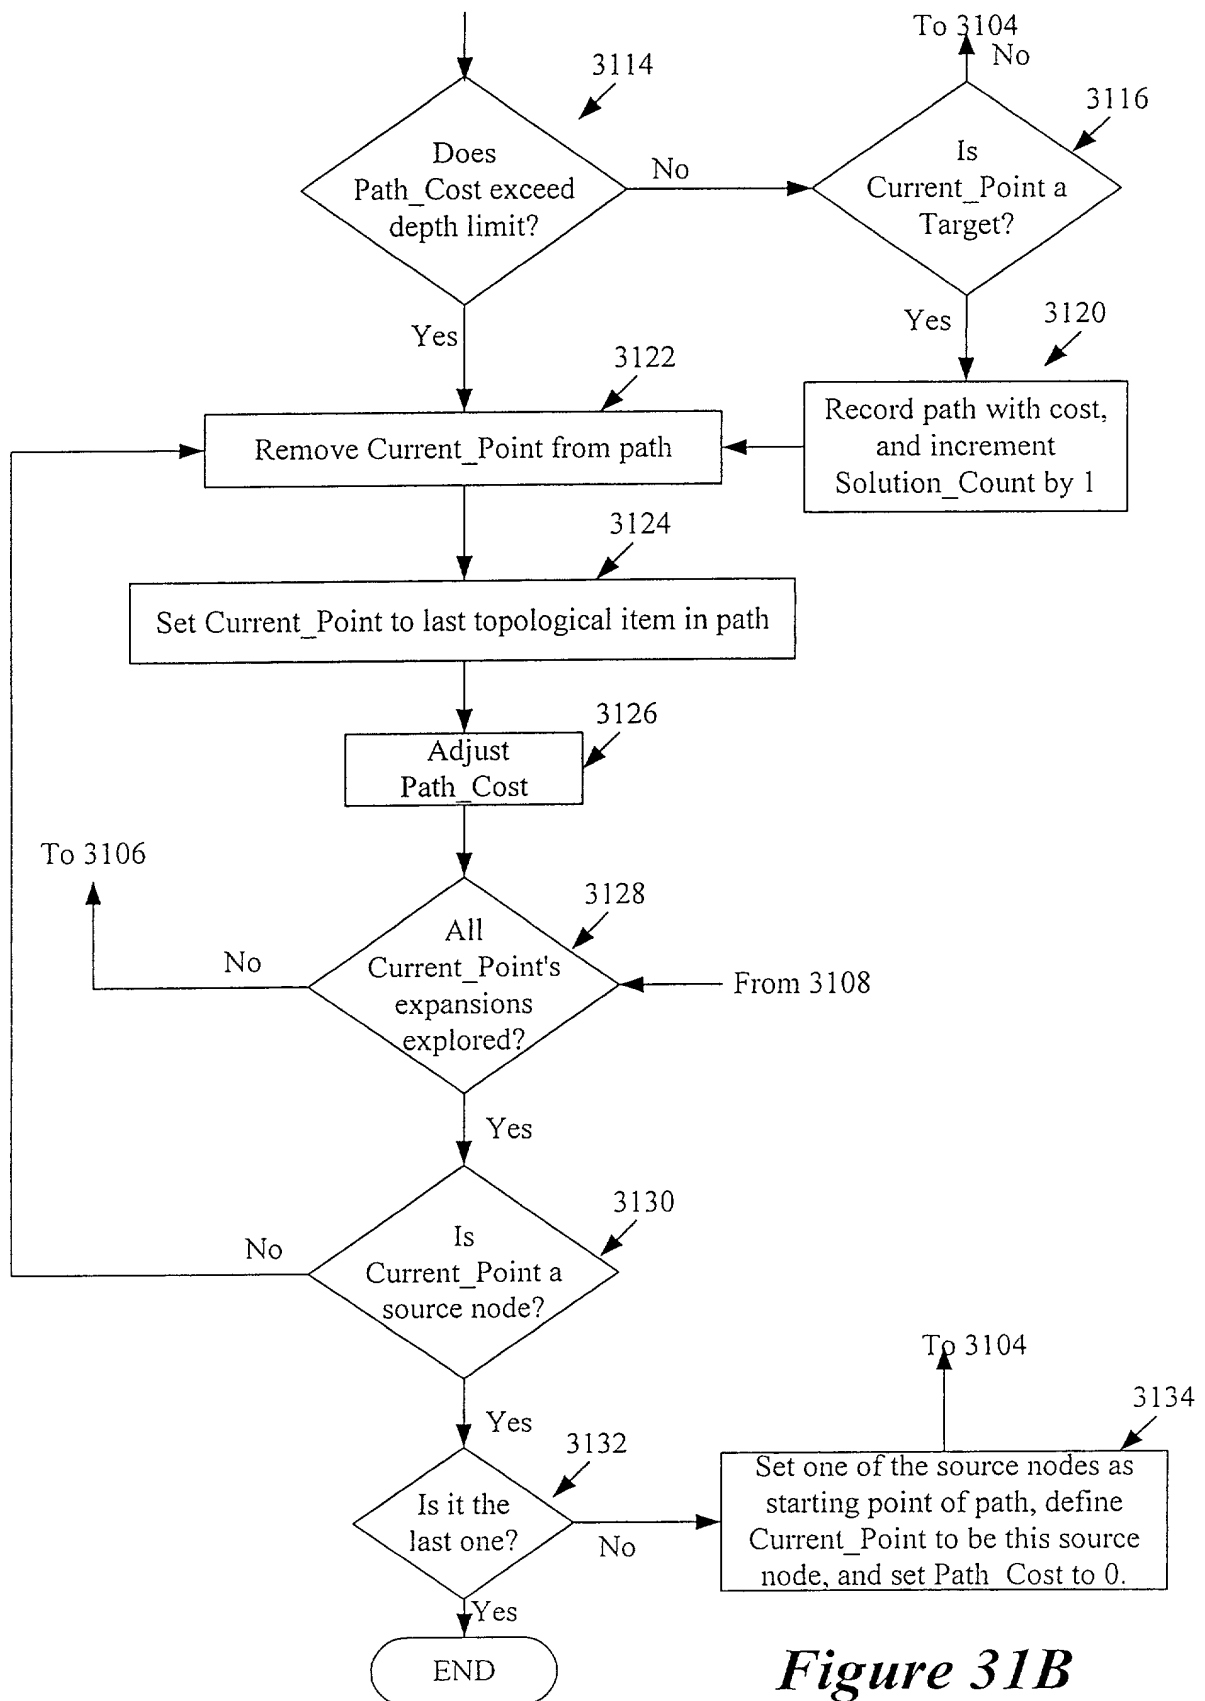 To 3104
No
3114
3116
Does
Path_Cost exceed
depth limit?
No
Is
Current_Point a
Target?
Yes
Yes
3120
3122
Record path with cost,
and increment
Solution_Count by 1
Remove Current_Point from path
3124
Set Current_Point to last topological item in path
3126
Adjust
Path_Cost
To 3106
3128
All
Current_Point's
expansions
explored?
No
From 3108
Yes
3130
Is
Current_Point a
source node?
No
To 3104
Yes
3134
3132
Set one of the source nodes as
starting point of path, define
Current_Point to be this source
node, and set Path_Cost to 0.
Is it the
last one?
No
Yes
END
Figure 31B